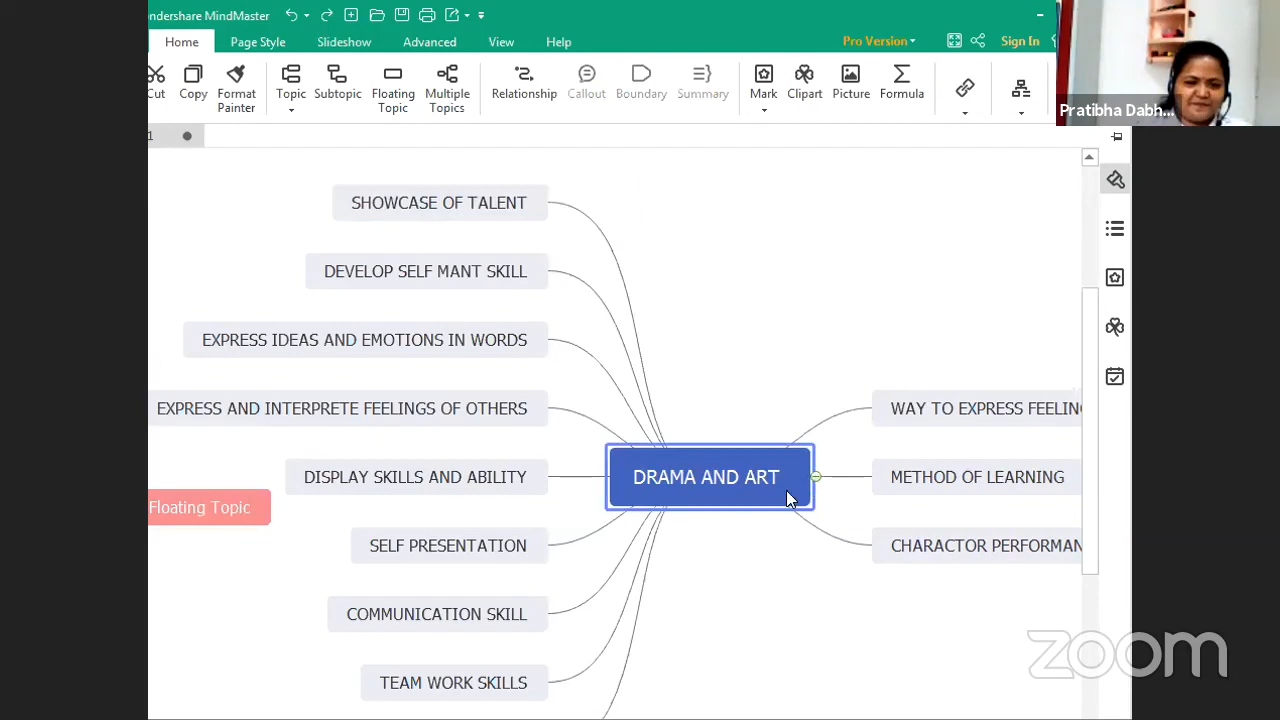 ondershare MindMaster
Home
Page Style
Slideshow
Advanced
View
Help
Pro Version
Sign In
Cut
Copy
Format
Painter
Topic
Subtopic
Floating
Topic
Multiple
Topics
Relationship
Callout
Boundary
Summary
Mark
Clipart
Picture
Formula
Pratibha Dabh...
1
SHOWCASE OF TALENT
DEVELOP SELF MANT SKILL
EXPRESS IDEAS AND EMOTIONS IN WORDS
EXPRESS AND INTERPRETE FEELINGS OF OTHERS
DISPLAY SKILLS AND ABILITY
Floating Topic
SELF PRESENTATION
COMMUNICATION SKILL
TEAM WORK SKILLS
DRAMA AND ART
WAY TO EXPRESS FEELIN
METHOD OF LEARNING
CHARACTOR PERFORMAN
zoom